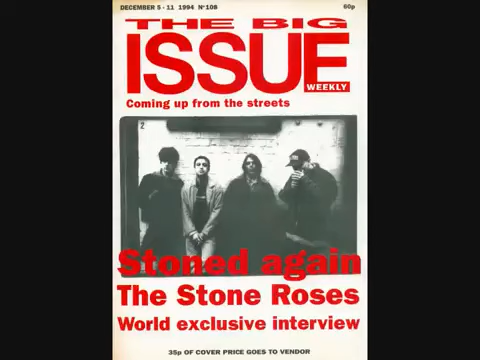 DECEMBER 5 - 11 1994 Nº108
60p
THE BIG
ISSUE
WEEKLY
Coming up from the streets
2
Stoned again
The Stone Roses
World exclusive interview
35p OF COVER PRICE GOES TO VENDOR